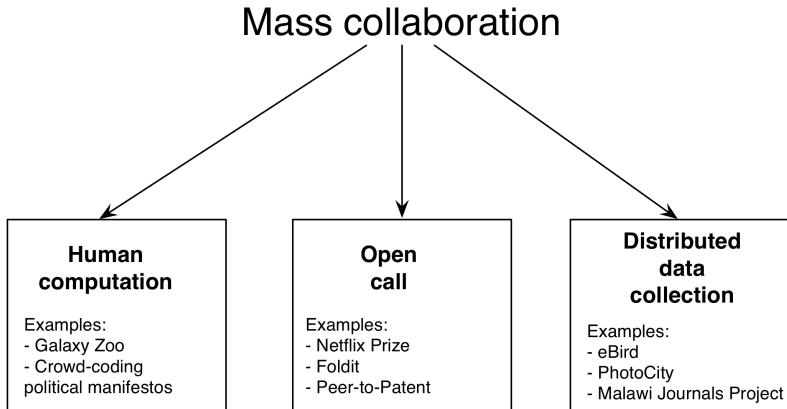 Mass collaboration
Human
computation
Examples:
- Galaxy Zoo
- Crowd-coding
political manifestos
Open
call
Examples:
- Netflix Prize
- Foldit
- Peer-to-Patent
Distributed
data
collection
Examples:
- eBird
- PhotoCity
- Malawi Journals Project